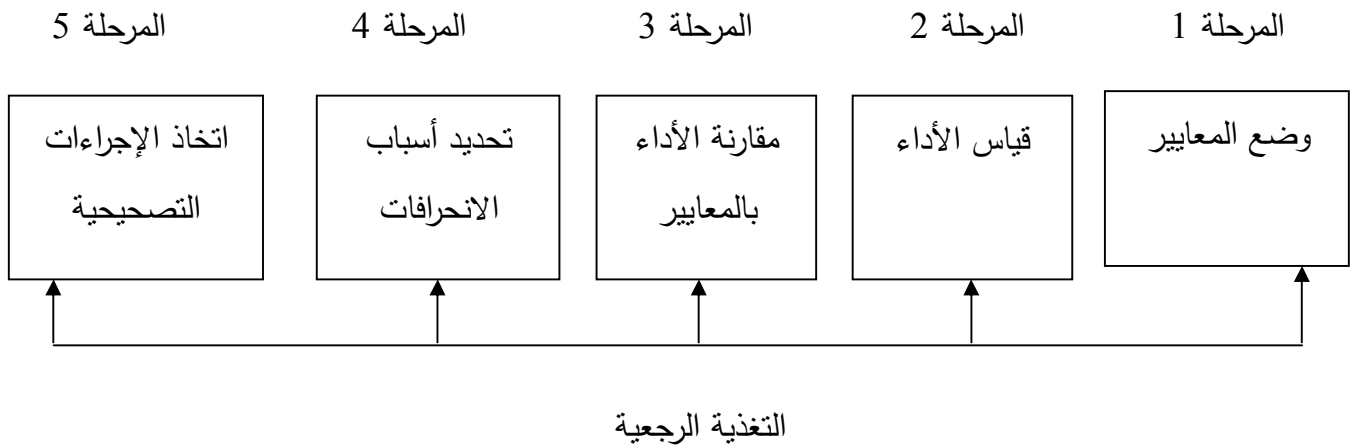 المرحلة 1
المرحلة 2
المرحلة 3
المرحلة 4
المرحلة 5
وضع المعايير
قياس الأداء
مقارنة الأداء
بالمعايير
تحديد أسباب
الانحرافات
اتخاذ الإجراءات
التصحيحية
التغذية الرجعية